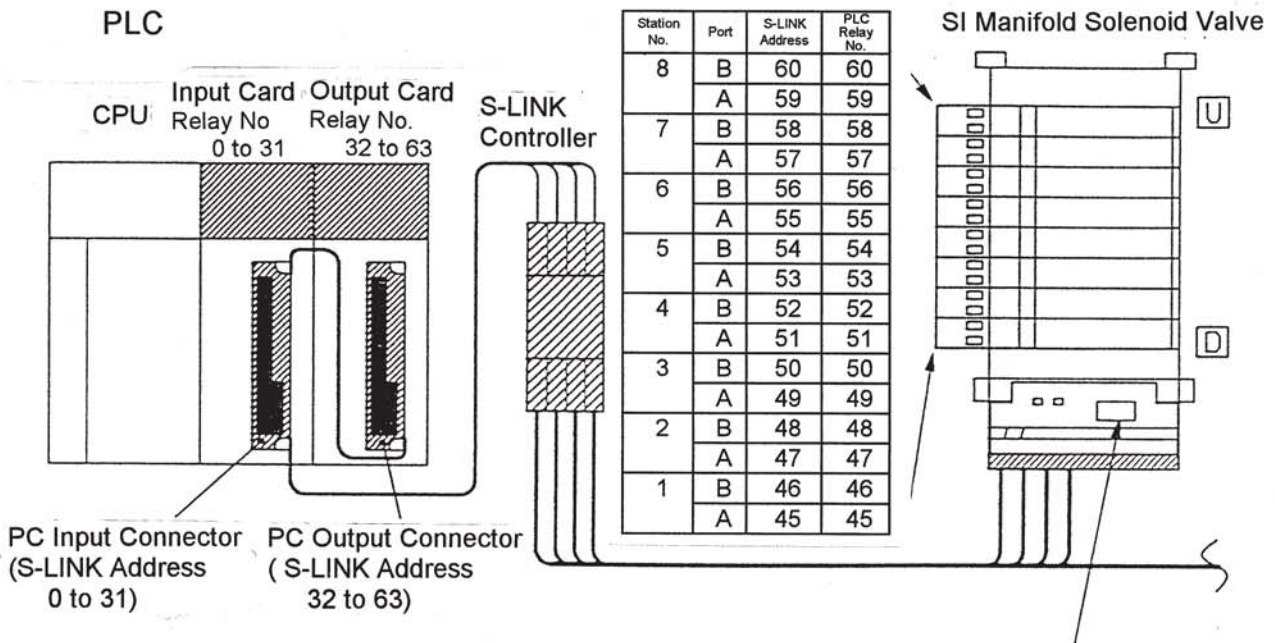 PLC
CPU
Input Card
Relay No
0 to 31
Output Card
Relay No.
32 to 63
S-LINK
Controller
Station
No.
Port
S-LINK
Address
PLC
Relay
No.
8 B 60 60
A 59 59
7 B 58 58
A 57 57
6 B 56 56
A 55 55
5 B 54 54
A 53 53
4 B 52 52
A 51 51
3 B 50 50
A 49 49
2 B 48 48
A 47 47
1 B 46 46
A 45 45
SI Manifold Solenoid Valve
U
D
PC Input Connector
(S-LINK Address
0 to 31)
PC Output Connector
( S-LINK Address
32 to 63)